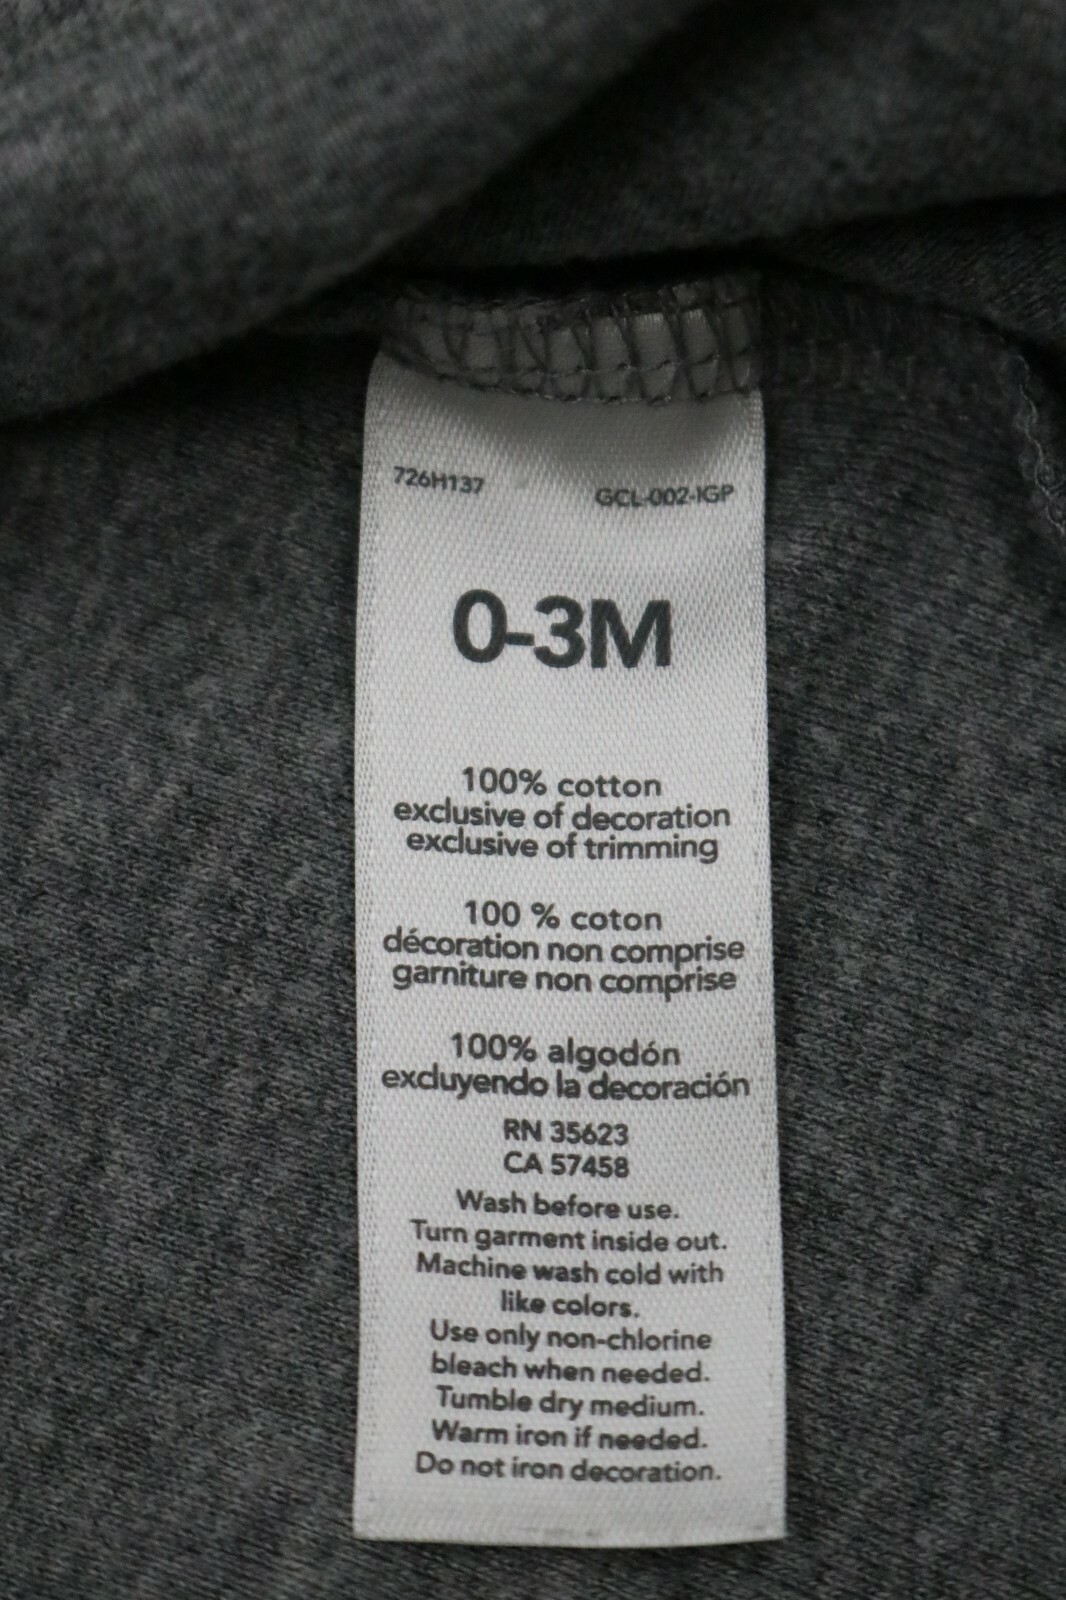 726H137 GCL-002-IGP
0-3M
100% cotton
exclusive of decoration
exclusive of trimming
100 % coton
décoration non comprise
garniture non comprise
100% algodón
excluyendo la decoración
RN 35623
CA 57458
Wash before use.
Turn garment inside out.
Machine wash cold with
like colors.
Use only non-chlorine
bleach when needed.
Tumble dry medium.
Warm iron if needed.
Do not iron decoration.